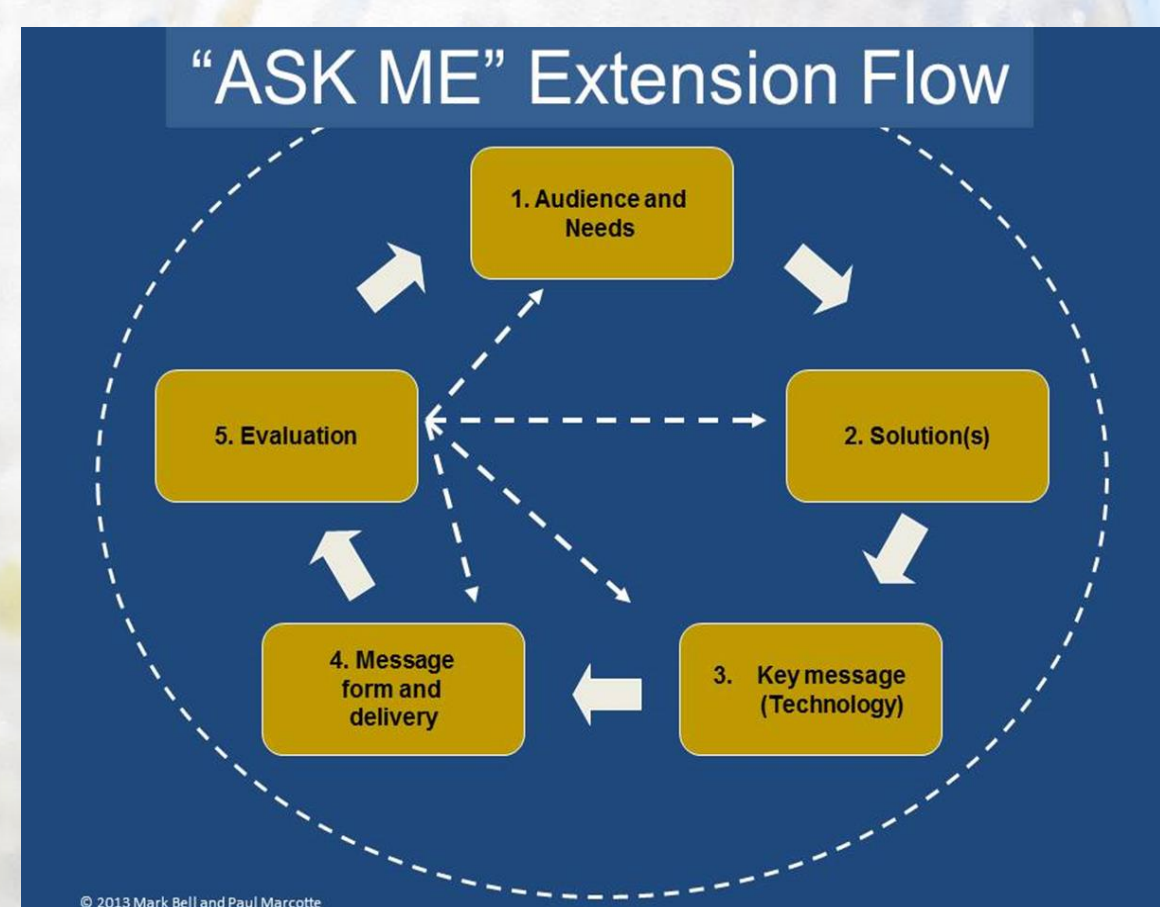 “ASK ME” Extension Flow
1. Audience and
Needs
2. Solution(s)
3. Key message
(Technology)
4. Message
form and
delivery
5. Evaluation
© 2013 Mark Bell and Paul Marcotte